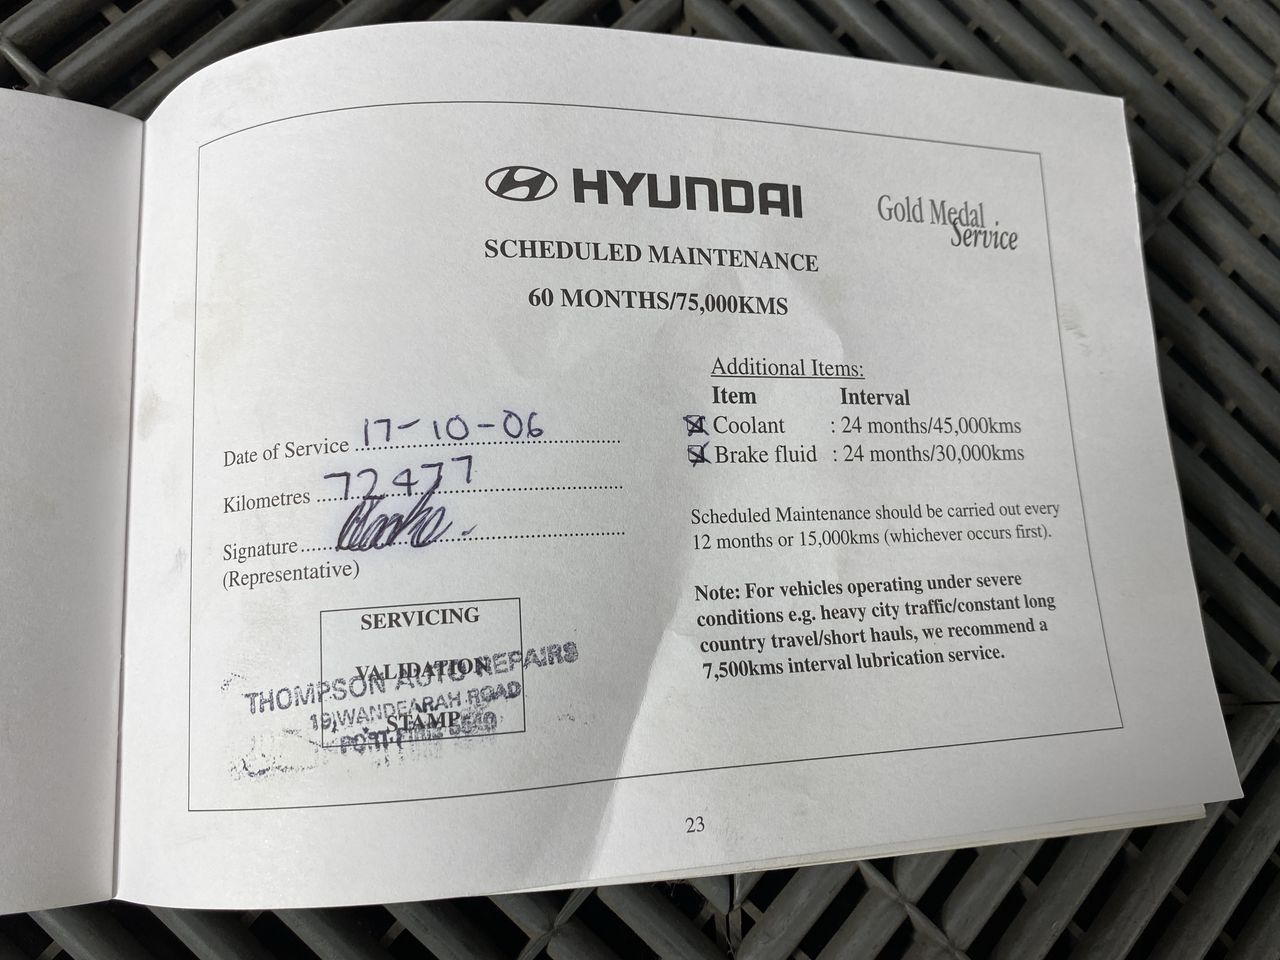 HYUNDAI
Gold Medal
Service
SCHEDULED MAINTENANCE
60 MONTHS/75,000KMS
Additional Items:
Item Interval
Coolant : 24 months/45,000kms
Brake fluid : 24 months/30,000kms
Date of Service 17-10-06
Kilometres 72477
Signature
(Representative)
Scheduled Maintenance should be carried out every
12 months or 15,000kms (whichever occurs first).
Note: For vehicles operating under severe
conditions e.g. heavy city traffic/constant long
country travel/short hauls, we recommend a
7,500kms interval lubrication service.
SERVICING
VALIDATION
STAMP
THOMPSON AUTO REPAIRS
WANDEARAH ROAD
PORT PIRIE 5540
23